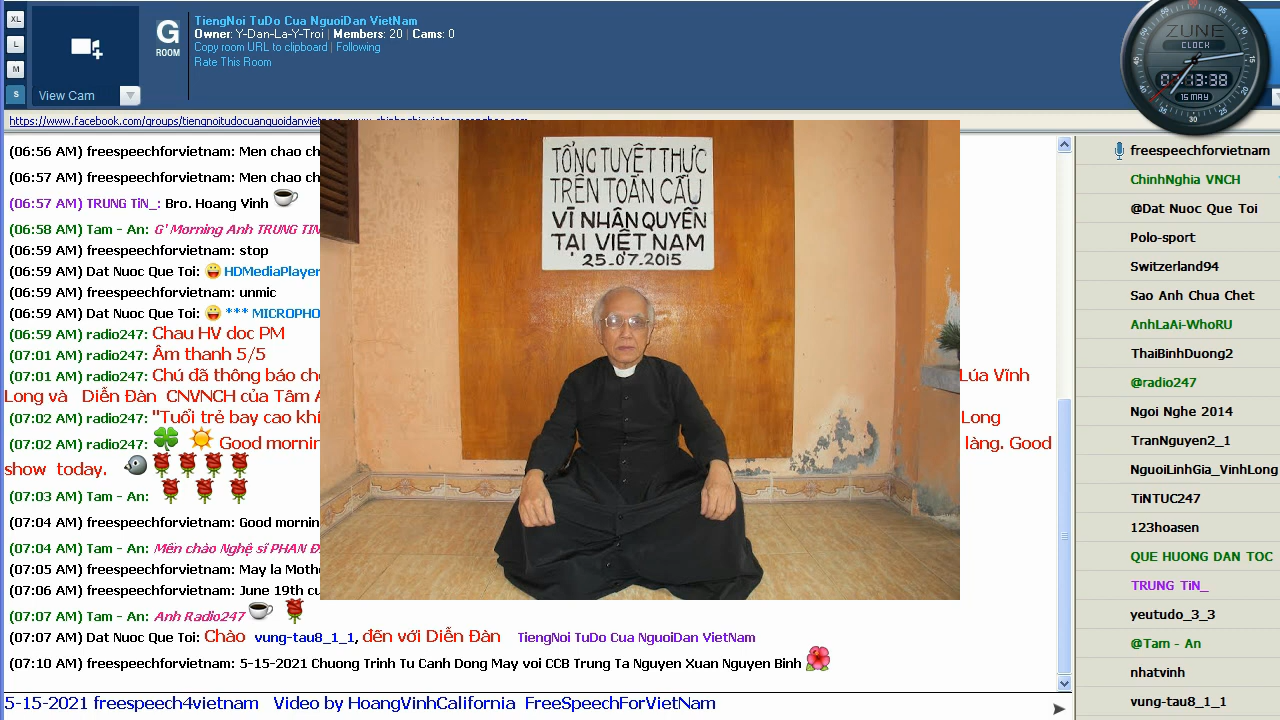 XL
L
M
S
View Cam
G
ROOM
TiengNoi TuDo Cua NguoiDan VietNam
Owner: Y-Dan-La-Y-Troi | Members: 20 | Cams: 0
Copy room URL to clipboard | Following
Rate This Room
ZUNE
CLOCK
07:13:38
15 MAY
https://www.facebook.com/groups/tiengnoitudocuanguoidanvietnam
(06:56 AM) freespeechforvietnam: Men chao ch
(06:57 AM) freespeechforvietnam: Men chao ch
(06:57 AM) TRUNG TiN_: Bro. Hoang Vinh
(06:58 AM) Tam - An: G' Morning Anh TRUNG TIN
(06:59 AM) freespeechforvietnam: stop
(06:59 AM) Dat Nuoc Que Toi: HDMediaPlayer
(06:59 AM) freespeechforvietnam: unmic
(06:59 AM) Dat Nuoc Que Toi: *** MICROPHO
(06:59 AM) radio247: Chau HV doc PM
(07:01 AM) radio247: Âm thanh 5/5
(07:01 AM) radio247: Chú đã thông báo ch Lúa Vĩnh
Long và Diễn Đàn CNVNCH của Tâm A
(07:02 AM) radio247: "Tuổi trẻ bay cao khí Long
(07:02 AM) radio247: Good mornin làng. Good
show today.
(07:03 AM) Tam - An:
(07:04 AM) freespeechforvietnam: Good mornin
(07:04 AM) Tam - An: Mến chào Nghệ sĩ PHAN Đ
(07:05 AM) freespeechforvietnam: May la Moth
(07:06 AM) freespeechforvietnam: June 19th cu
(07:07 AM) Tam - An: Anh Radio247
(07:07 AM) Dat Nuoc Que Toi: Chào vung-tau8_1_1, đến với Diễn Đàn TiengNoi TuDo Cua NguoiDan VietNam
(07:10 AM) freespeechforvietnam: 5-15-2021 Chuong Trinh Tu Canh Dong May voi CCB Trung Ta Nguyen Xuan Nguyen Binh
TỔNG TUYỆT THỰC
TRÊN TOÀN CẦU
VÌ NHÂN QUYỀN
TẠI VIỆT NAM
25.07.2015
freespeechforvietnam
ChinhNghia VNCH
@Dat Nuoc Que Toi
Polo-sport
Switzerland94
Sao Anh Chua Chet
AnhLaAi-WhoRU
ThaiBinhDuong2
@radio247
Ngoi Nghe 2014
TranNguyen2_1
NguoiLinhGia_VinhLong
TiNTUC247
123hoasen
QUE HUONG DAN TOC
TRUNG TiN_
yeutudo_3_3
@Tam - An
nhatvinh
vung-tau8_1_1
5-15-2021 freespeech4vietnam Video by HoangVinhCalifornia FreeSpeechForVietNam